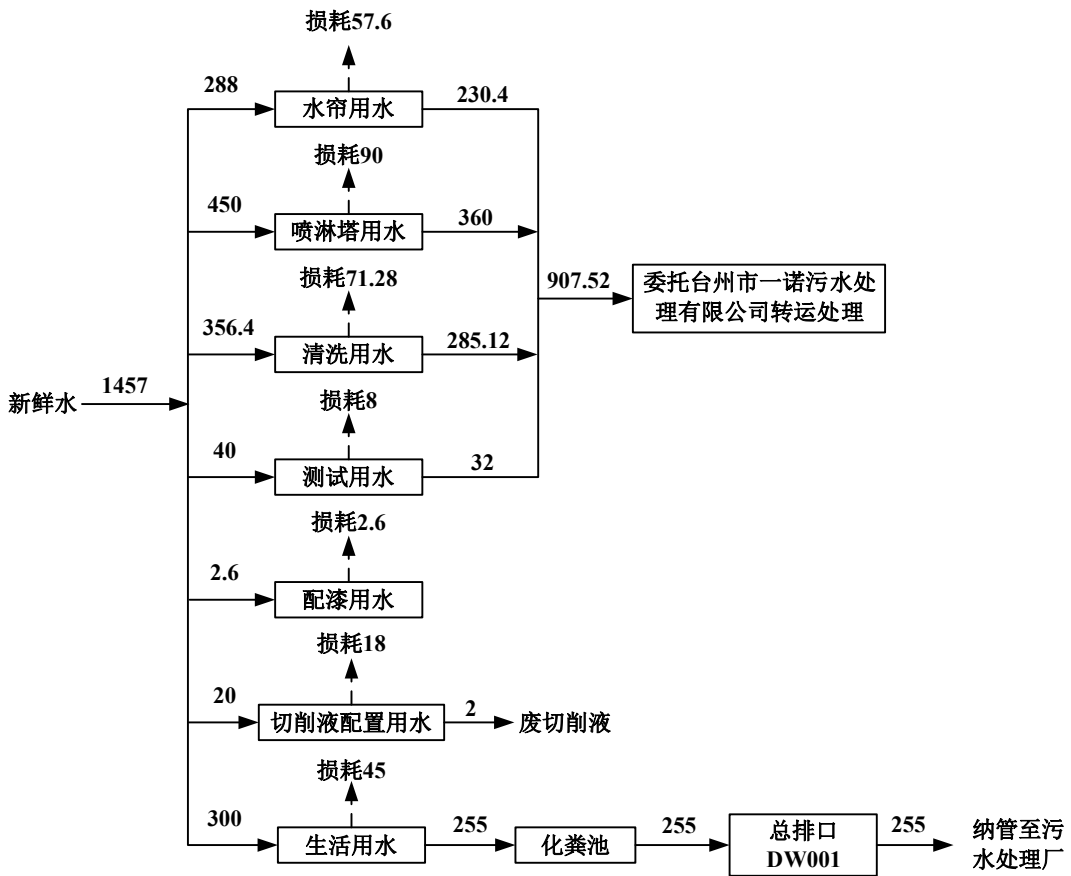 损耗57.6
288
水帘用水
230.4
损耗90
450
喷淋塔用水
360
损耗71.28
907.52
委托台州市一诺污水处
理有限公司转运处理
356.4
清洗用水
285.12
新鲜水
1457
损耗8
40
测试用水
32
损耗2.6
2.6
配漆用水
损耗18
20
切削液配置用水
2
废切削液
损耗45
300
生活用水
255
化粪池
255
总排口
DW001
255
纳管至污
水处理厂